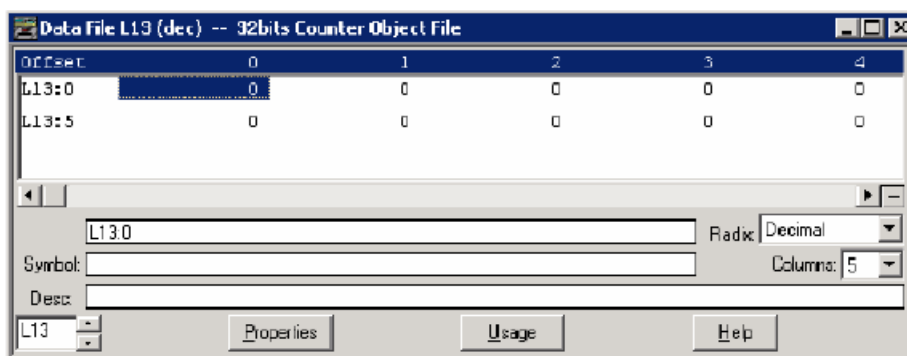 Data File L13 (dec) -- 32bits Counter Object File
Offset 0 1 2 3 4
L13:0 0 0 0 0 0
L13:5 0 0 0 0 0
L13:0 Radix: Decimal
Symbol: Columns: 5
Desc:
L13 Properties Usage Help